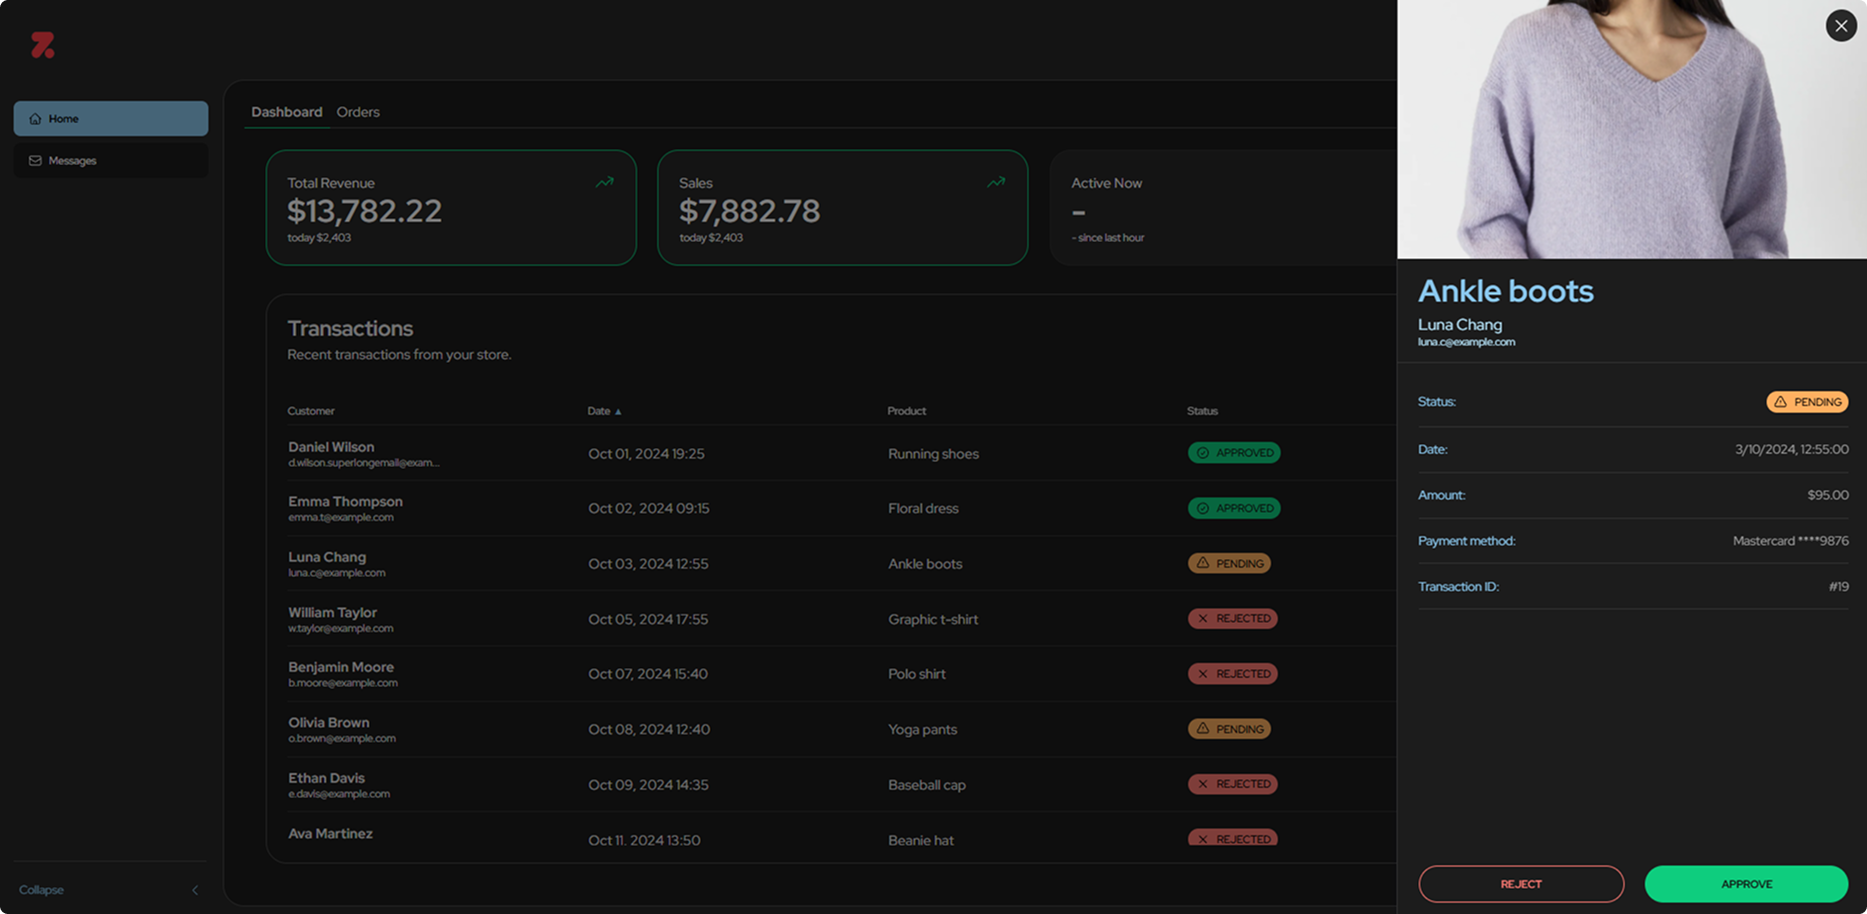 Home
Messages
Collapse
Dashboard Orders
Total Revenue
$13,782.22
today $2,403
Sales
$7,882.78
today $2,403
Active Now
-
- since last hour
Transactions
Recent transactions from your store.
Customer Date ▲ Product Status
Daniel Wilson
d.wilson.superlongemail@exam...
Oct 01, 2024 19:25 Running shoes APPROVED
Emma Thompson
emma.t@example.com
Oct 02, 2024 09:15 Floral dress APPROVED
Luna Chang
luna.c@example.com
Oct 03, 2024 12:55 Ankle boots PENDING
William Taylor
w.taylor@example.com
Oct 05, 2024 17:55 Graphic t-shirt REJECTED
Benjamin Moore
b.moore@example.com
Oct 07, 2024 15:40 Polo shirt REJECTED
Olivia Brown
o.brown@example.com
Oct 08, 2024 12:40 Yoga pants PENDING
Ethan Davis
e.davis@example.com
Oct 09, 2024 14:35 Baseball cap REJECTED
Ava Martinez
Oct 11, 2024 13:50 Beanie hat REJECTED
Ankle boots
Luna Chang
luna.c@example.com
Status: PENDING
Date: 3/10/2024, 12:55:00
Amount: $95.00
Payment method: Mastercard ****9876
Transaction ID: #19
REJECT APPROVE